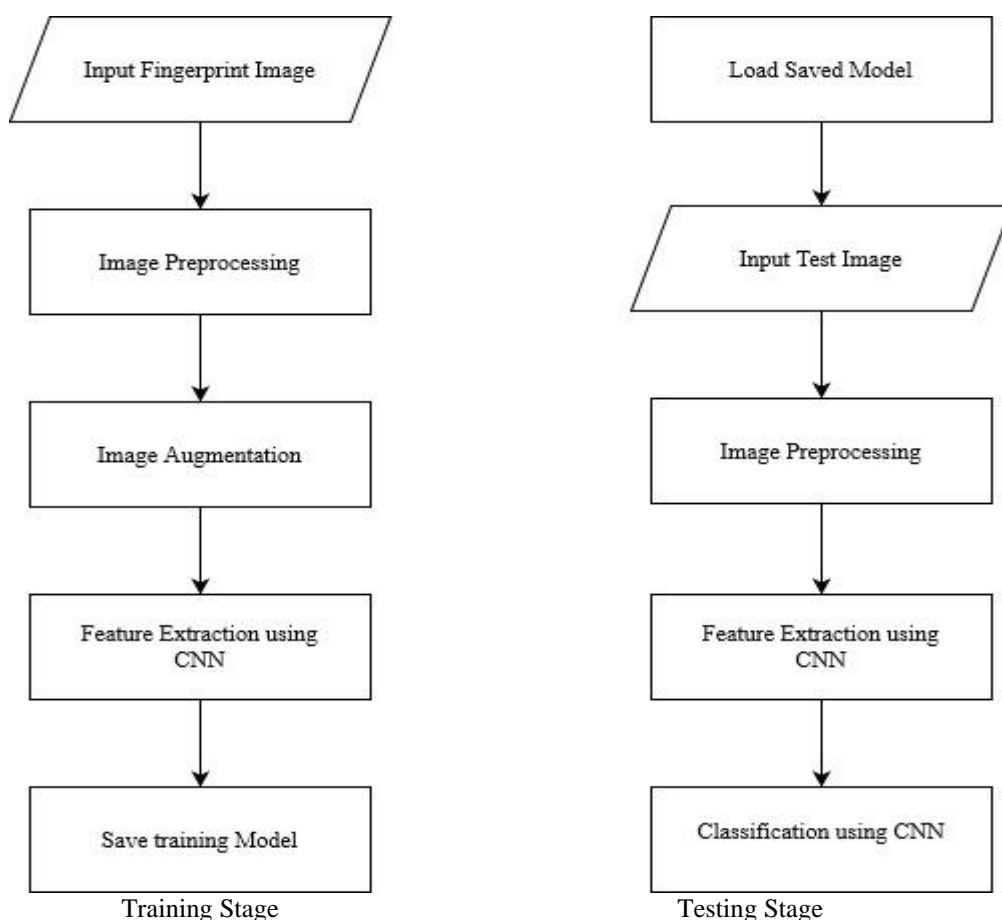 Input Fingerprint Image
Image Preprocessing
Image Augmentation
Feature Extraction using
CNN
Save training Model
Training Stage
Load Saved Model
Input Test Image
Image Preprocessing
Feature Extraction using
CNN
Classification using CNN
Testing Stage